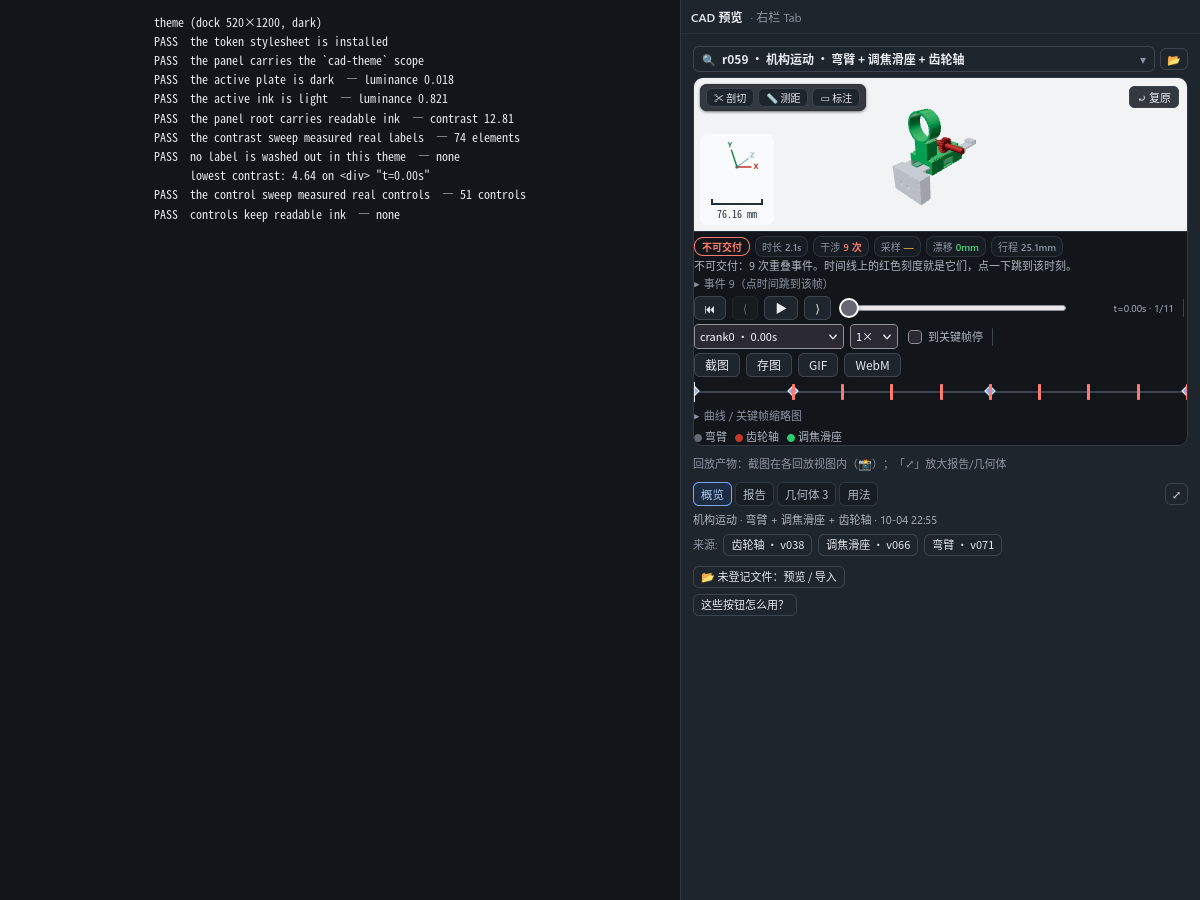 theme (dock 520×1200, dark)
PASS the token stylesheet is installed
PASS the panel carries the `cad-theme` scope
PASS the active plate is dark — luminance 0.018
PASS the active ink is light — luminance 0.821
PASS the panel root carries readable ink — contrast 12.81
PASS the contrast sweep measured real labels — 74 elements
PASS no label is washed out in this theme — none
lowest contrast: 4.64 on <div> "t=0.00s"
PASS the control sweep measured real controls — 51 controls
PASS controls keep readable ink — none
CAD 预览 · 右栏 Tab
🔍 r059 · 机构运动 · 弯臂 + 调焦滑座 + 齿轮轴 ▾ 📂
✂ 剖切 📏 测距 ▭ 标注 ⤾ 复原
Y
Z
X
76.16 mm
不可交付 时长 2.1s 干涉 9 次 采样 — 漂移 0mm 行程 25.1mm
不可交付：9 次重叠事件。时间线上的红色刻度就是它们，点一下跳到该时刻。
▸ 事件 9（点时间跳到该帧）
⏮ ⟨ ▶ ⟩ t=0.00s · 1/11
crank0 · 0.00s 1× 到关键帧停
截图 存图 GIF WebM
▸ 曲线 / 关键帧缩略图
弯臂 齿轮轴 调焦滑座
回放产物：截图在各回放视图内（📸）；「⤢」放大报告/几何体
概览 报告 几何体 3 用法 ⤢
机构运动 · 弯臂 + 调焦滑座 + 齿轮轴 · 10-04 22:55
来源: 齿轮轴 · v038 调焦滑座 · v066 弯臂 · v071
📂 未登记文件：预览 / 导入
这些按钮怎么用？